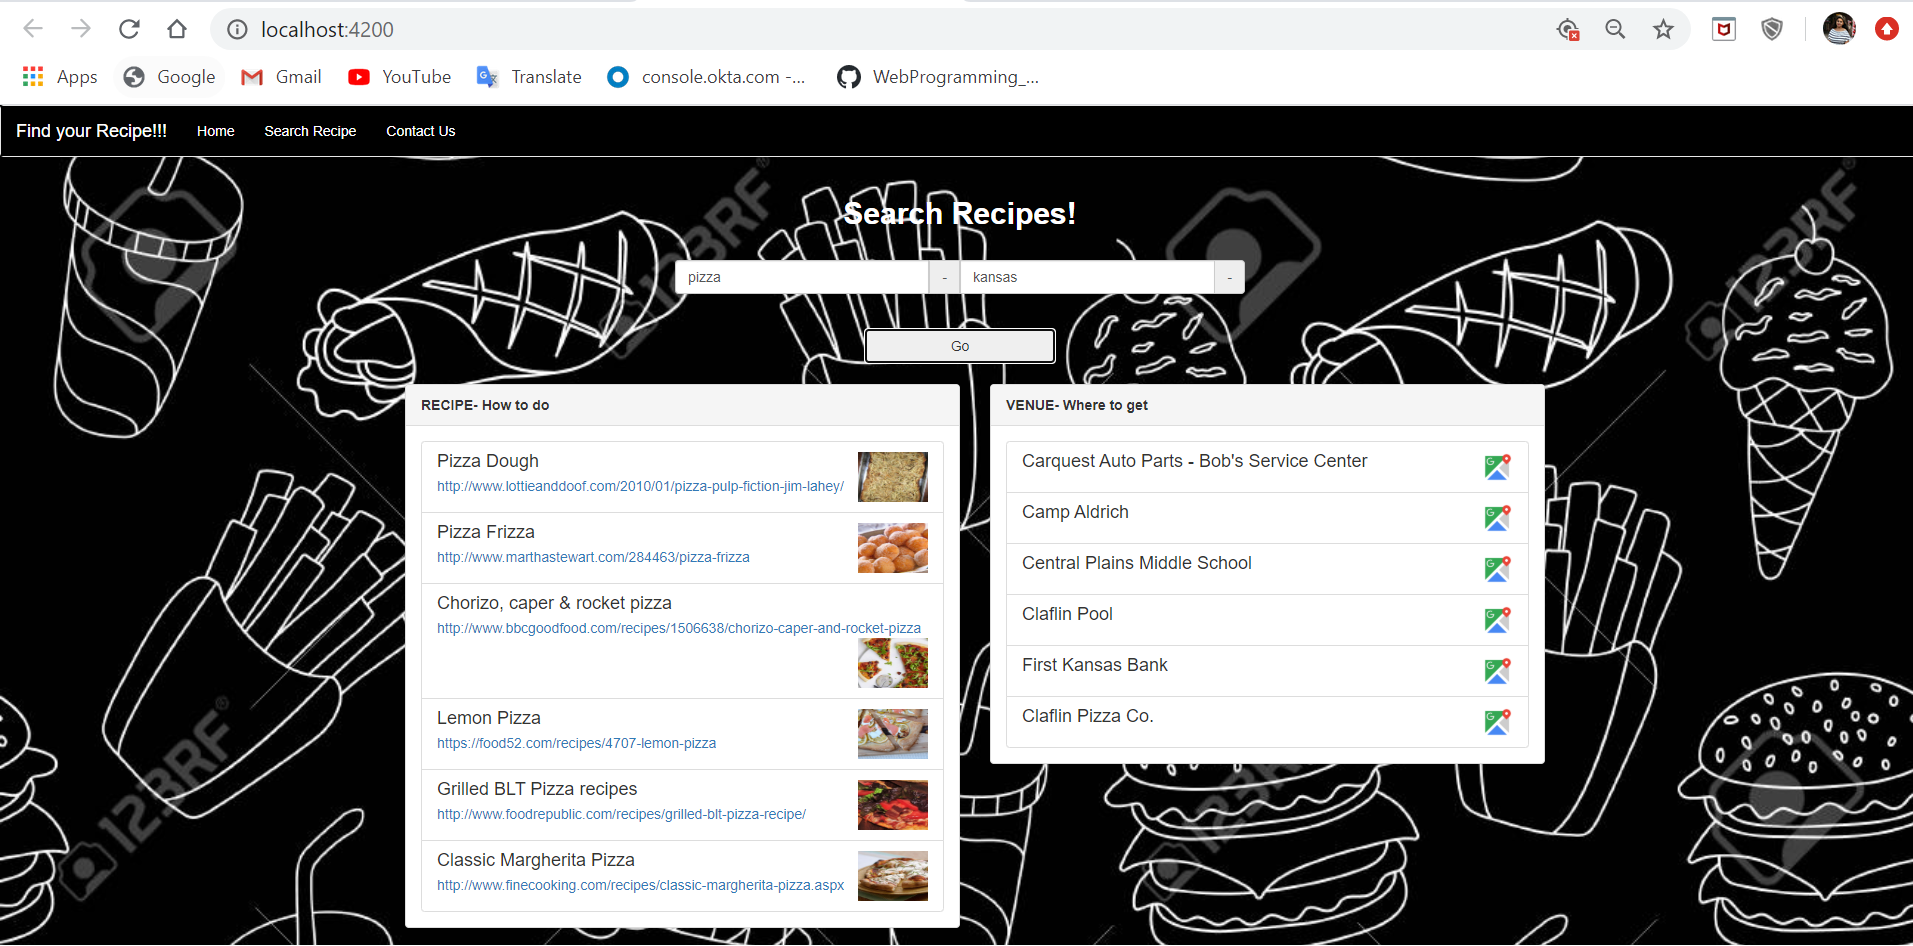 localhost:4200
Apps Google Gmail YouTube Translate console.okta.com -... WebProgramming_...
Find your Recipe!!! Home Search Recipe Contact Us
Search Recipes!
pizza - kansas -
Go
RECIPE- How to do
Pizza Dough
http://www.lottieanddoof.com/2010/01/pizza-pulp-fiction-jim-lahey/
Pizza Frizza
http://www.marthastewart.com/284463/pizza-frizza
Chorizo, caper & rocket pizza
http://www.bbcgoodfood.com/recipes/1506638/chorizo-caper-and-rocket-pizza
Lemon Pizza
https://food52.com/recipes/4707-lemon-pizza
Grilled BLT Pizza recipes
http://www.foodrepublic.com/recipes/grilled-blt-pizza-recipe/
Classic Margherita Pizza
http://www.finecooking.com/recipes/classic-margherita-pizza.aspx
VENUE- Where to get
Carquest Auto Parts - Bob's Service Center
Camp Aldrich
Central Plains Middle School
Claflin Pool
First Kansas Bank
Claflin Pizza Co.
123RF®
123RF®
123RF®
123RF